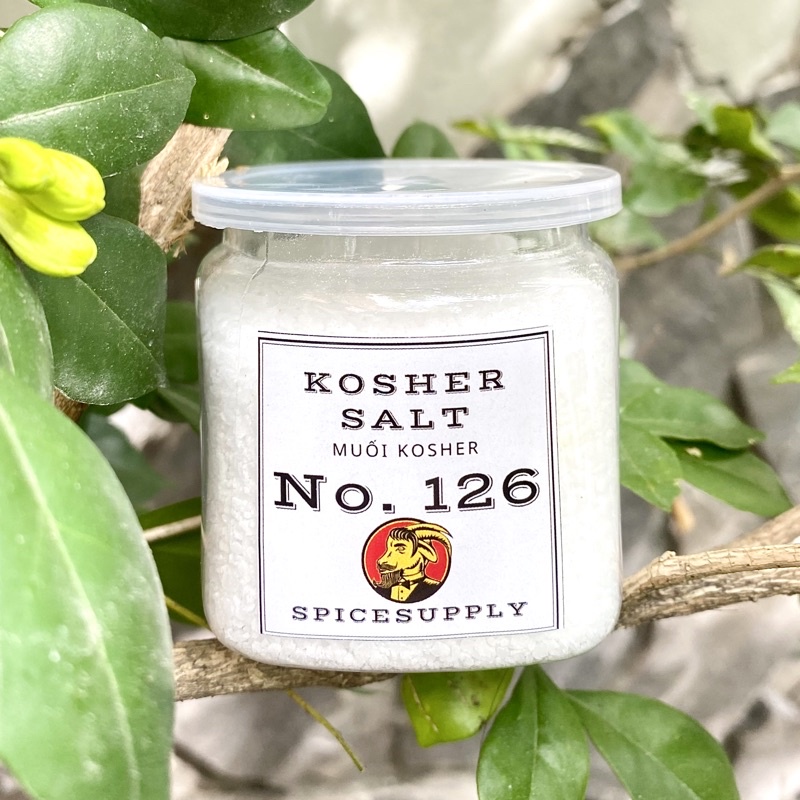 KOSHER
SALT
MUỐI KOSHER
No. 126
SPICESUPPLY